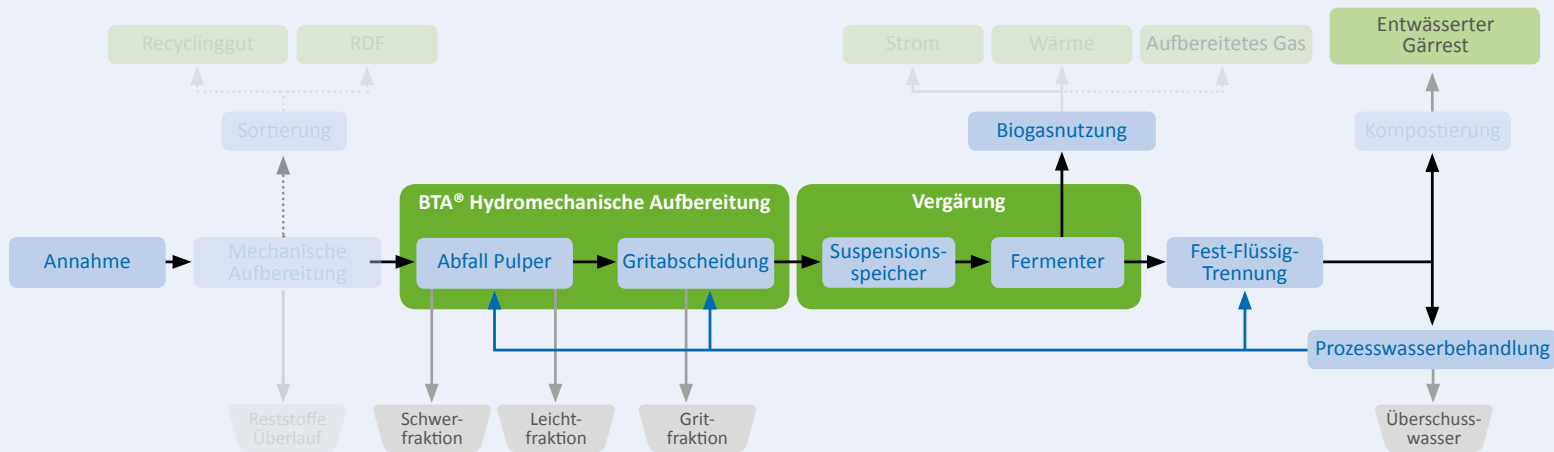 Recyclinggut
RDF
Strom
Wärme
Aufbereitetes Gas
Entwässerter
Gärrest
Sortierung
Biogasnutzung
Kompostierung
BTA® Hydromechanische Aufbereitung
Vergärung
Annahme
Mechanische
Aufbereitung
Abfall Pulper
Gritabscheidung
Suspensions-
speicher
Fermenter
Fest-Flüssig-
Trennung
Prozesswasserbehandlung
Reststoffe
Überlauf
Schwer-
fraktion
Leicht-
fraktion
Grit-
fraktion
Überschuss-
wasser